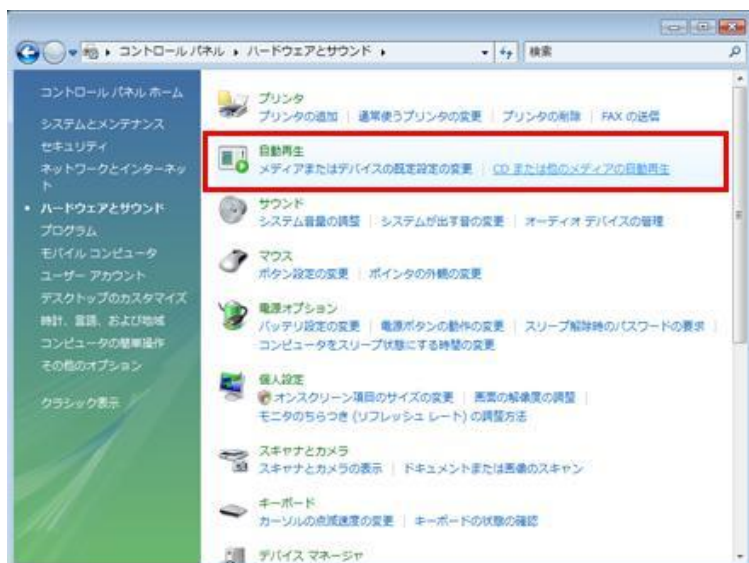 コントロール パネル ▸ ハードウェアとサウンド ▸
検索
コントロール パネル ホーム
システムとメンテナンス
セキュリティ
ネットワークとインターネッ
ト
ハードウェアとサウンド
プログラム
モバイル コンピュータ
ユーザー アカウント
デスクトップのカスタマイズ
時計、言語、および地域
コンピュータの簡単操作
その他のオプション
クラシック表示
プリンタ
プリンタの追加 | 通常使うプリンタの変更 | プリンタの削除 | FAX の送信
自動再生
メディアまたはデバイスの既定設定の変更 | CD または他のメディアの自動再生
サウンド
システム音量の調整 | システムが出す音の変更 | オーディオ デバイスの管理
マウス
ボタン設定の変更 | ポインタの外観の変更
電源オプション
バッテリ設定の変更 | 電源ボタンの動作の変更 | スリープ解除時のパスワードの要求 |
コンピュータをスリープ状態にする時間の変更
個人設定
オンスクリーン項目のサイズの変更 | 画面の解像度の調整 |
モニタのちらつき (リフレッシュ レート) の調整方法
スキャナとカメラ
スキャナとカメラの表示 | ドキュメントまたは画像のスキャン
キーボード
カーソルの点滅速度の変更 | キーボードの状態の確認
デバイス マネージャ